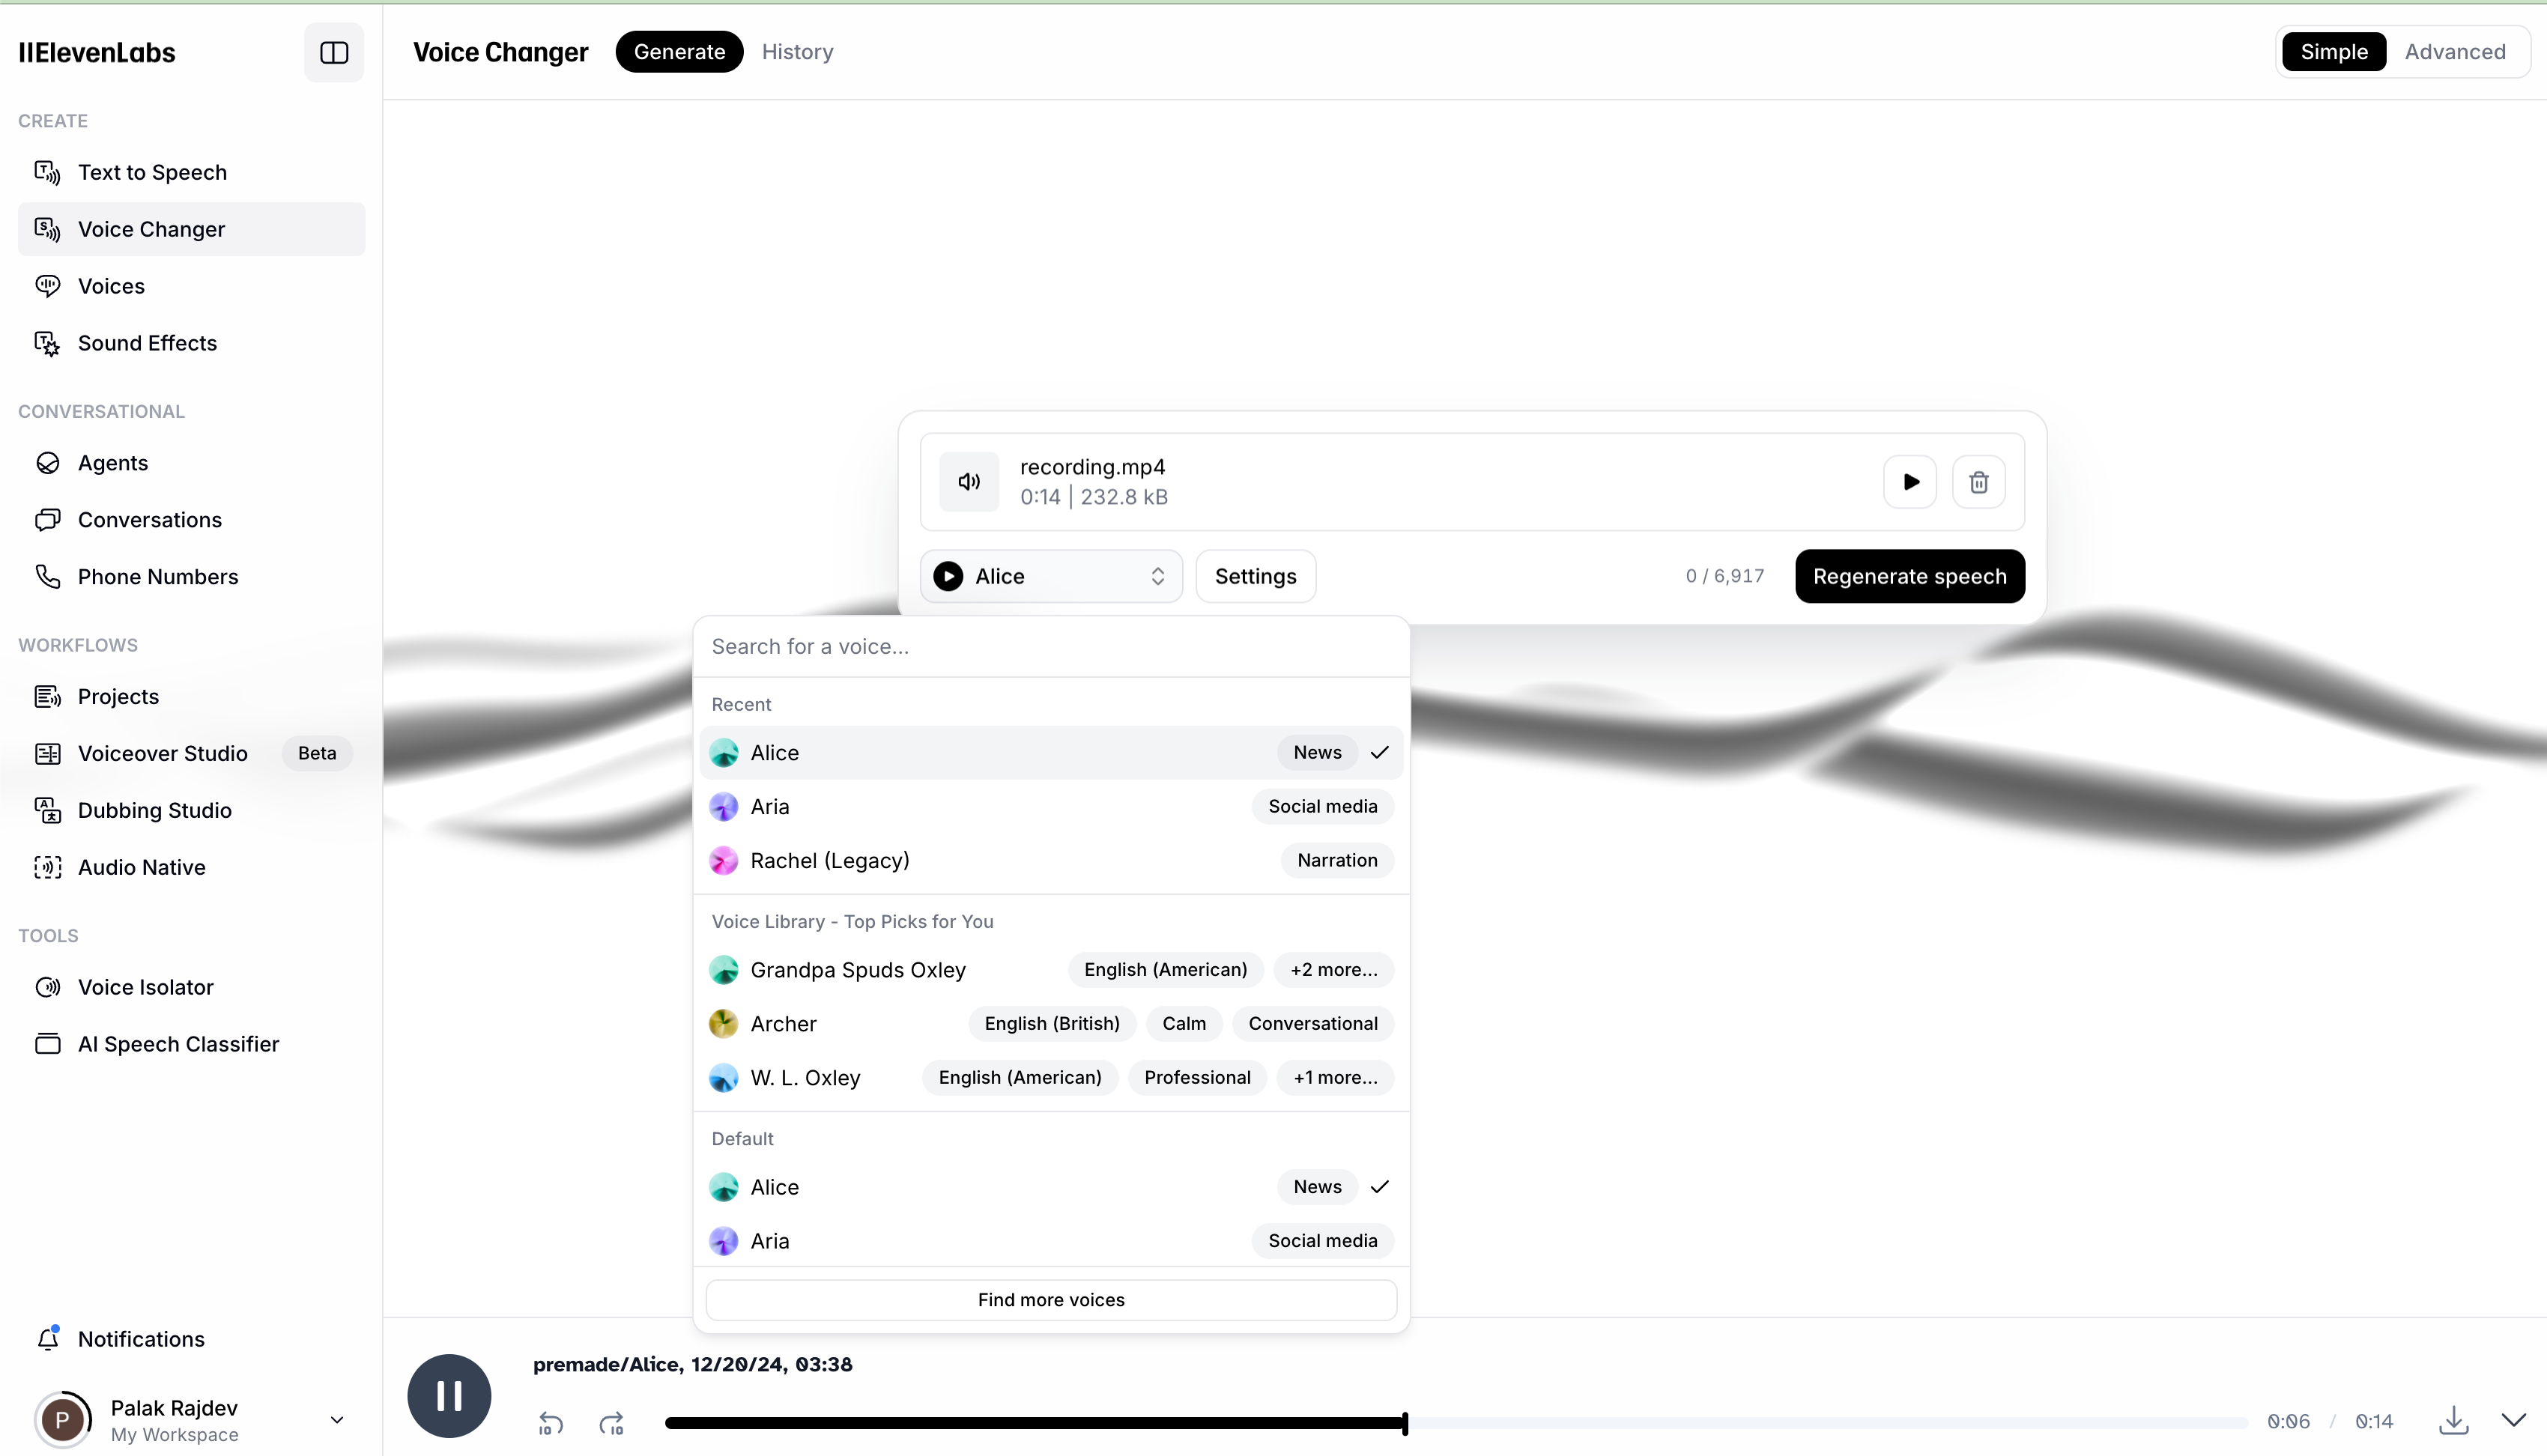 IIElevenLabs
CREATE
Text to Speech
Voice Changer
Voices
Sound Effects
CONVERSATIONAL
Agents
Conversations
Phone Numbers
WORKFLOWS
Projects
Voiceover Studio Beta
Dubbing Studio
Audio Native
TOOLS
Voice Isolator
AI Speech Classifier
Notifications
P
Palak Rajdev
My Workspace
Voice Changer Generate History
Simple Advanced
recording.mp4
0:14 | 232.8 kB
Alice Settings 0 / 6,917 Regenerate speech
Search for a voice...
Recent
Alice News
Aria Social media
Rachel (Legacy) Narration
Voice Library - Top Picks for You
Grandpa Spuds Oxley English (American) +2 more...
Archer English (British) Calm Conversational
W. L. Oxley English (American) Professional +1 more...
Default
Alice News
Aria Social media
Find more voices
premade/Alice, 12/20/24, 03:38
10 10 0:06 / 0:14